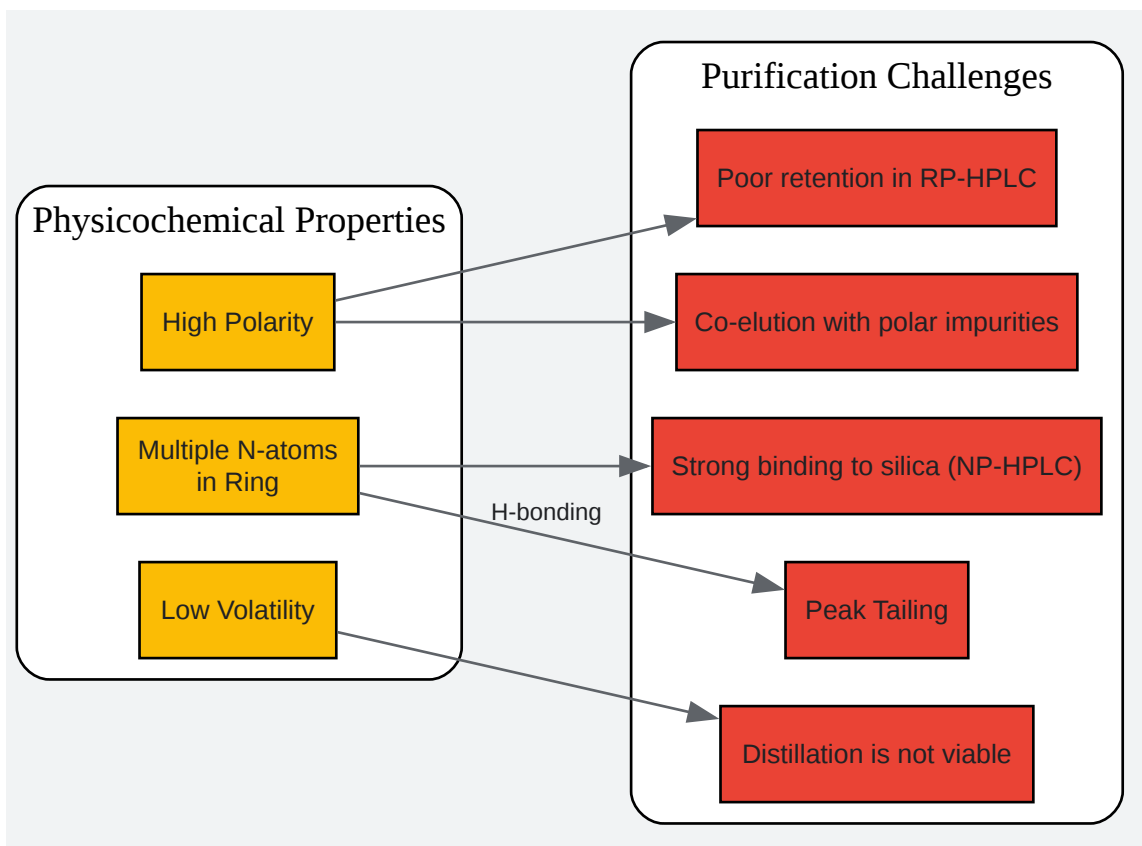 Physicochemical Properties
High Polarity
Multiple N-atoms
in Ring
Low Volatility
H-bonding
Purification Challenges
Poor retention in RP-HPLC
Co-elution with polar impurities
Strong binding to silica (NP-HPLC)
Peak Tailing
Distillation is not viable